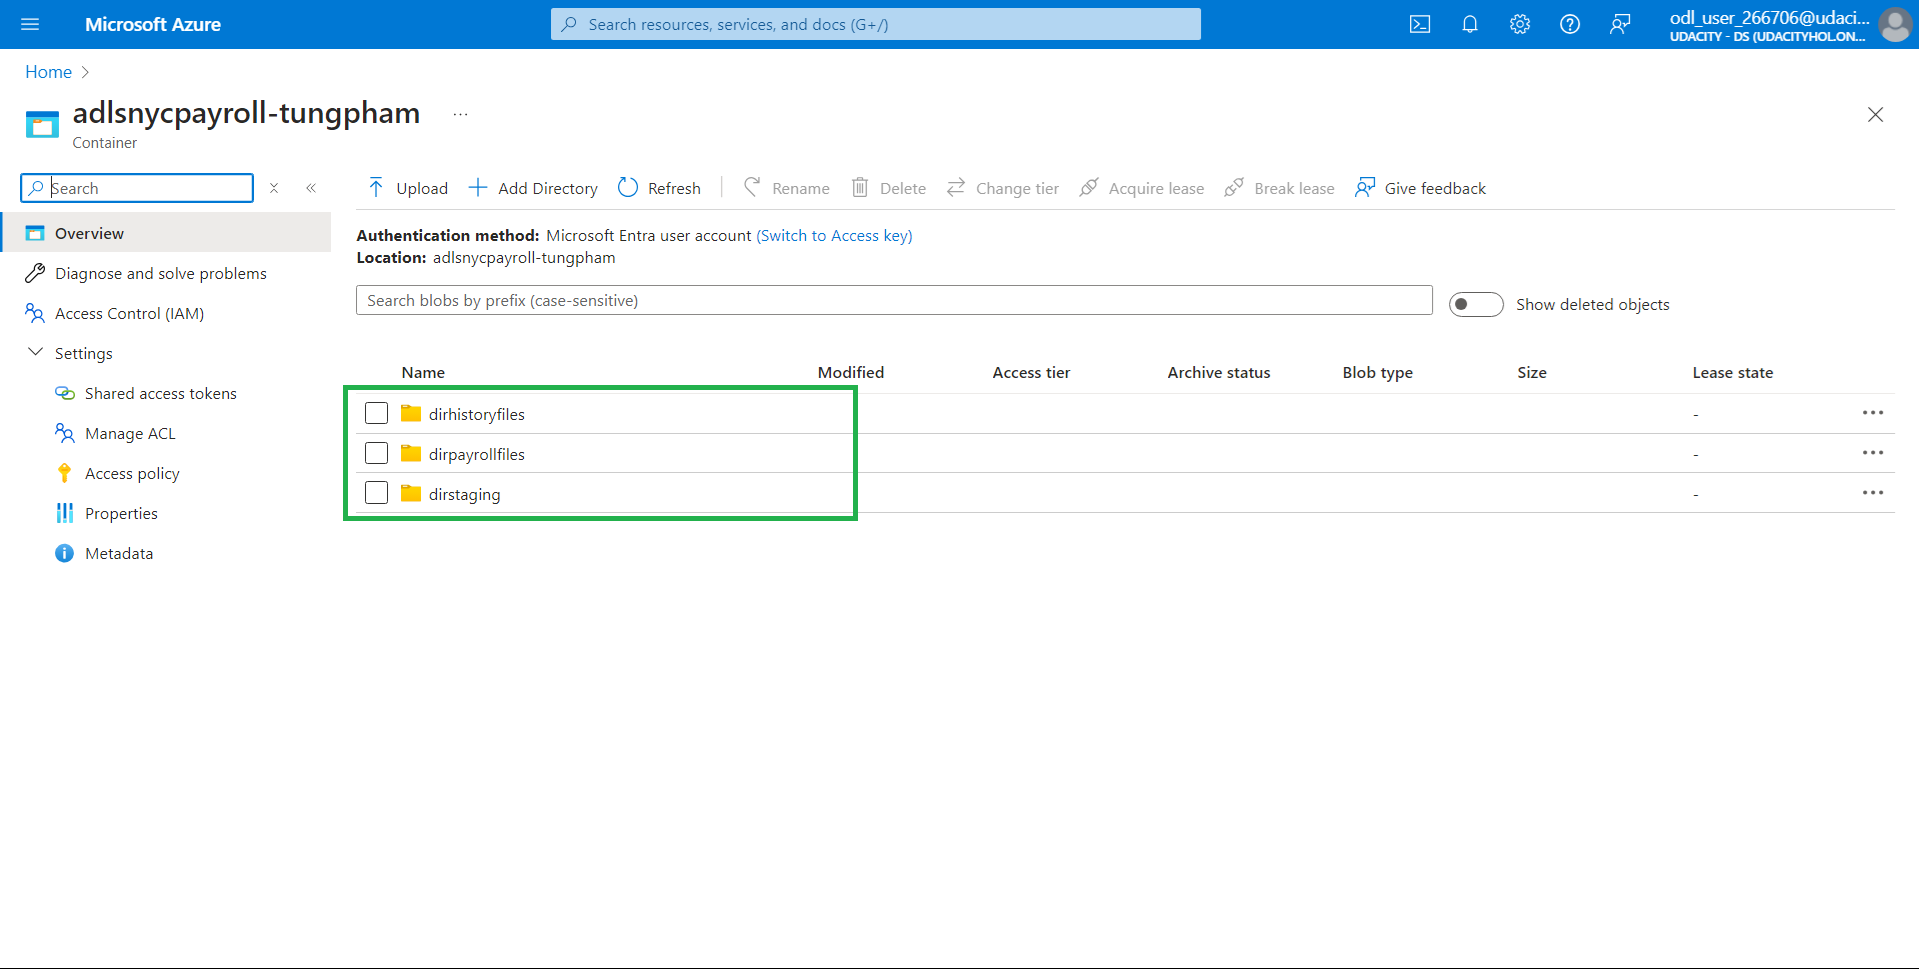 Microsoft Azure
Search resources, services, and docs (G+/)
odl_user_266706@udaci...
UDACITY - DS (UDACITYHOL.ON...
Home
adlsnycpayroll-tungpham
...
Container
Search
Upload
Add Directory
Refresh
Rename
Delete
Change tier
Acquire lease
Break lease
Give feedback
Overview
Diagnose and solve problems
Access Control (IAM)
Settings
Shared access tokens
Manage ACL
Access policy
Properties
Metadata
Authentication method: Microsoft Entra user account (Switch to Access key)
Location: adlsnycpayroll-tungpham
Search blobs by prefix (case-sensitive)
Show deleted objects
Name Modified Access tier Archive status Blob type Size Lease state
dirhistoryfiles -
dirpayrollfiles -
dirstaging -